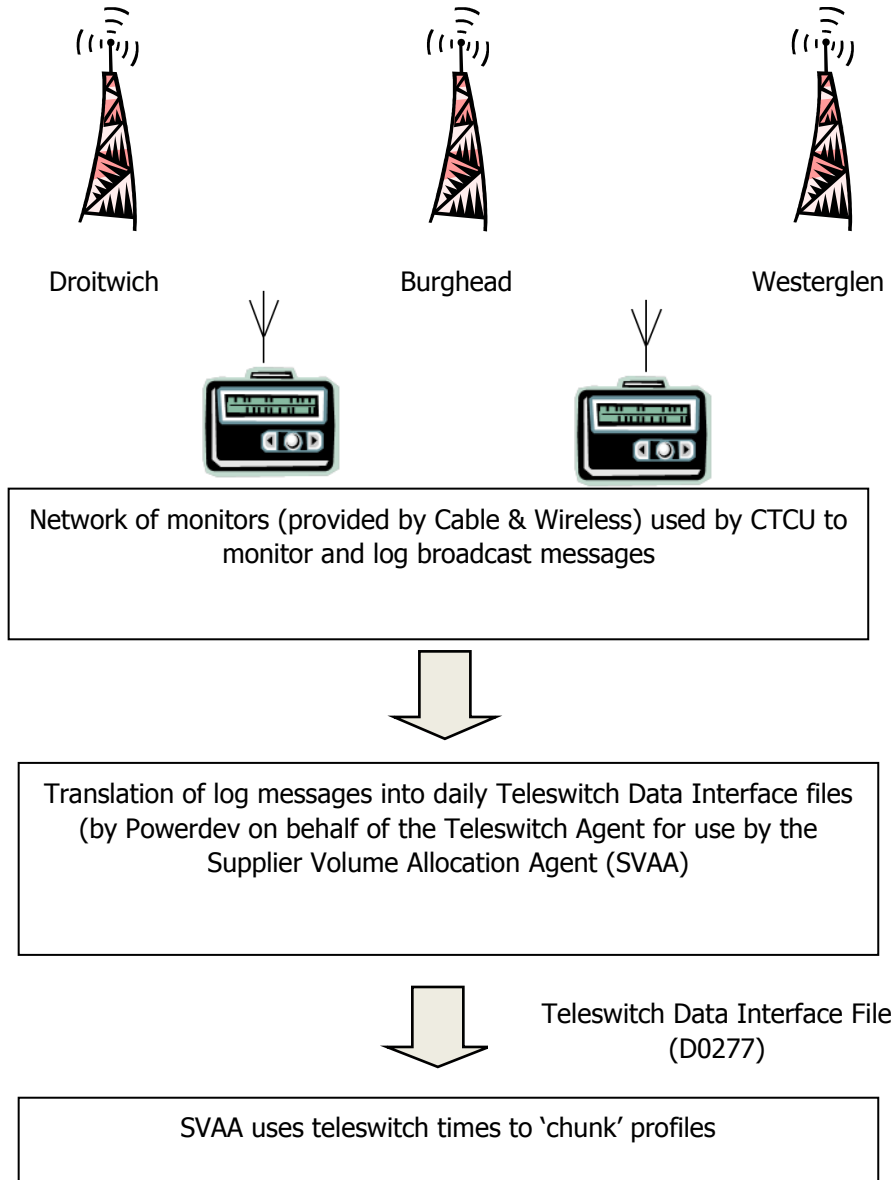 Droitwich Burghead Westerglen
Network of monitors (provided by Cable & Wireless) used by CTCU to
monitor and log broadcast messages
Translation of log messages into daily Teleswitch Data Interface files
(by Powerdev on behalf of the Teleswitch Agent for use by the
Supplier Volume Allocation Agent (SVAA)
Teleswitch Data Interface File
(D0277)
SVAA uses teleswitch times to ‘chunk’ profiles